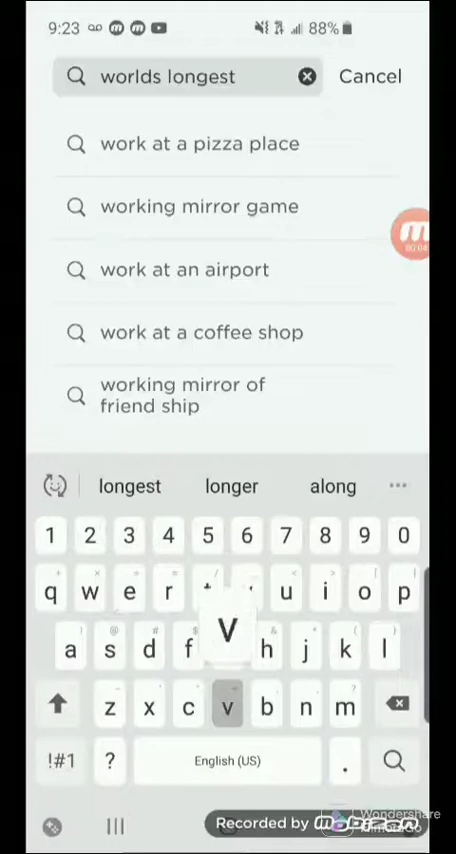 9:23 88%
worlds longest Cancel
work at a pizza place
working mirror game
work at an airport
work at a coffee shop
working mirror of
friend ship
longest longer along
1 2 3 4 5 6 7 8 9 0
q w e r u i o p
a s d f V h j k l
z x c v b n m
!#1 ? English (US) .
Recorded by
Wondershare
00:04